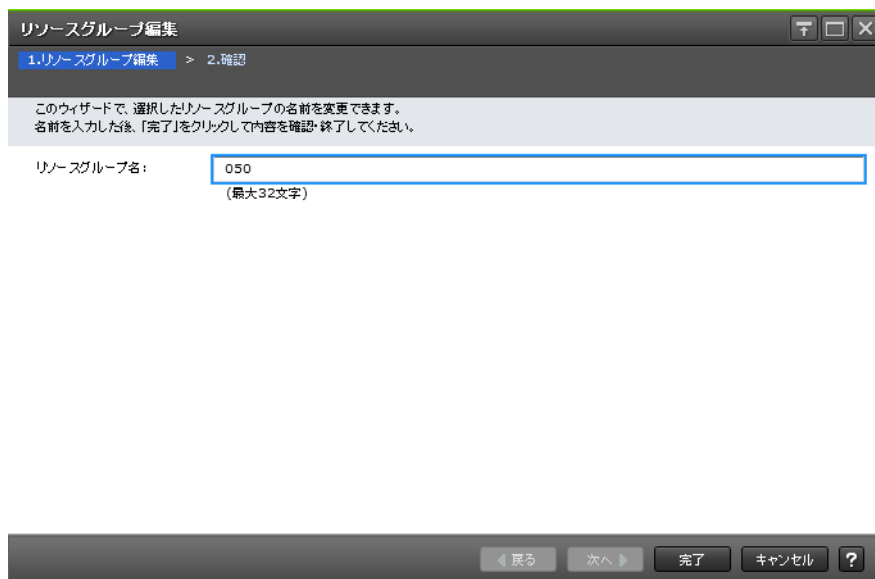 リソースグループ編集
1.リソースグループ編集 > 2.確認
このウィザードで、選択したリソースグループの名前を変更できます。
名前を入力した後、「完了」をクリックして内容を確認・終了してください。
リソースグループ名: 050
(最大32文字)
戻る 次へ 完了 キャンセル ?